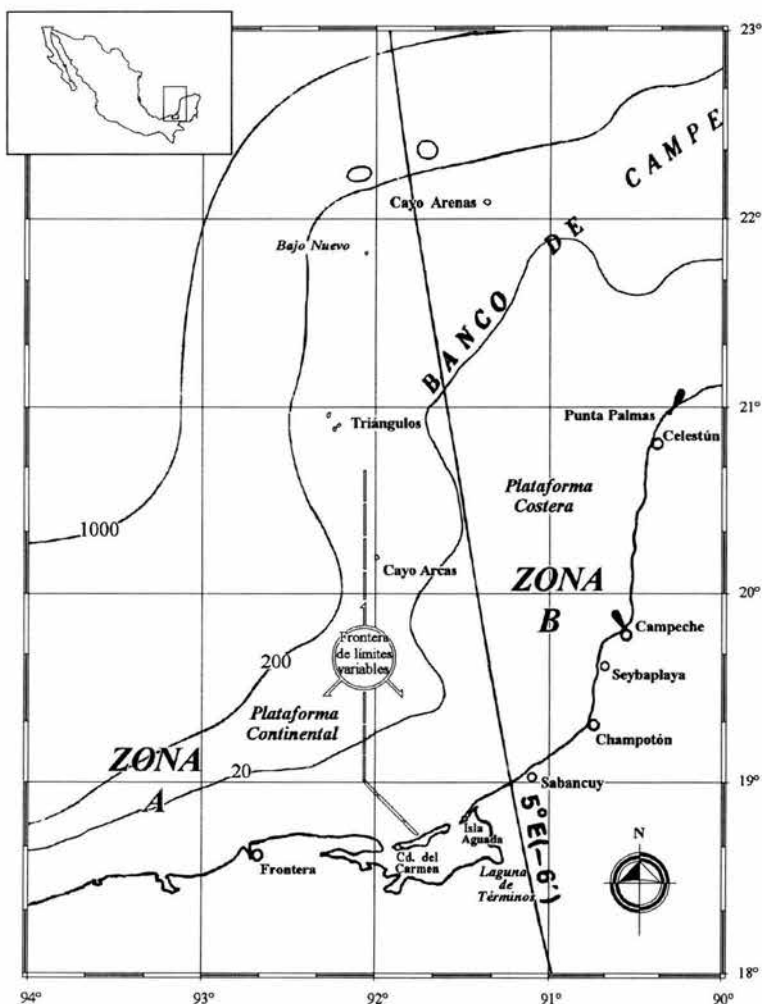 23°
CAMPE
Cayo Arenas
22°
Bajo Nuevo
BANCO DE
21°
Punta Palmas
Triángulos
Celestún
Plataforma
Costera
1000
Cayo Arcas
ZONA
B
20°
Campeche
Frontera
de límites
variables
200
Seybaplaya
Plataforma
Continental
Champotón
ZONA
A
20
19°
Sabancuy
5°E(-6')
Isla
Aguada
N
Cd. del
Carmen
Frontera
Laguna
de
Términos
18°
94°
93°
92°
91°
90°